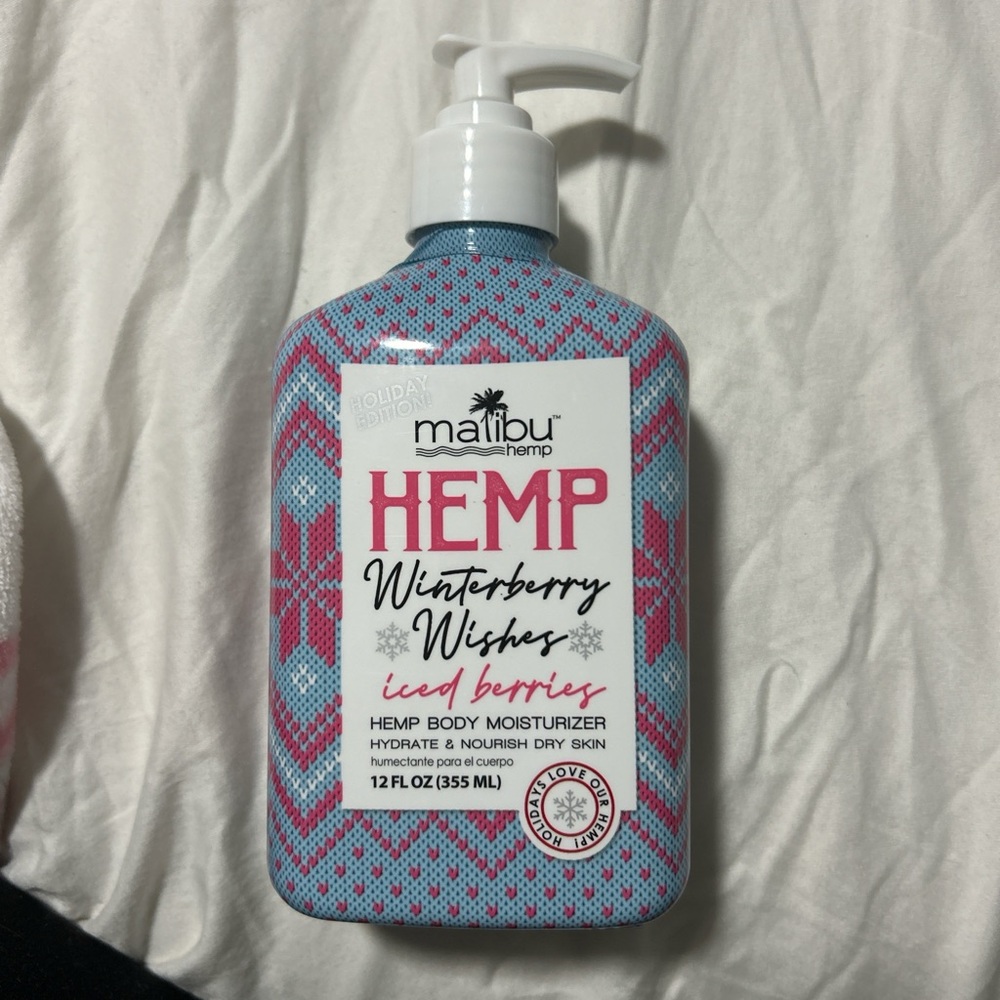 HOLIDAY
EDITION!
malibu™
hemp
HEMP
Winterberry
Wishes
iced berries
HEMP BODY MOISTURIZER
HYDRATE & NOURISH DRY SKIN
humectante para el cuerpo
12 FL OZ (355 ML)
HOLIDAYS LOVE OUR HEMP!